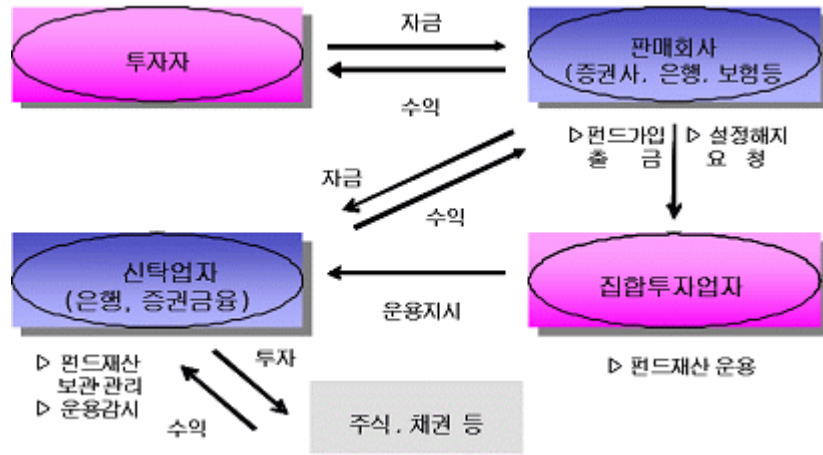 자금
투자자
판매회사
(증권사, 은행, 보험등
수익
▷펀드가입
출 금
▷ 설정해지
요 청
자금
수익
신탁업자
(은행, 증권금융)
집합투자업자
운용지시
▷ 펀드재산
보관·관리
▷ 운용감시
투자
수익
▷ 펀드재산 운용
주식, 채권 등